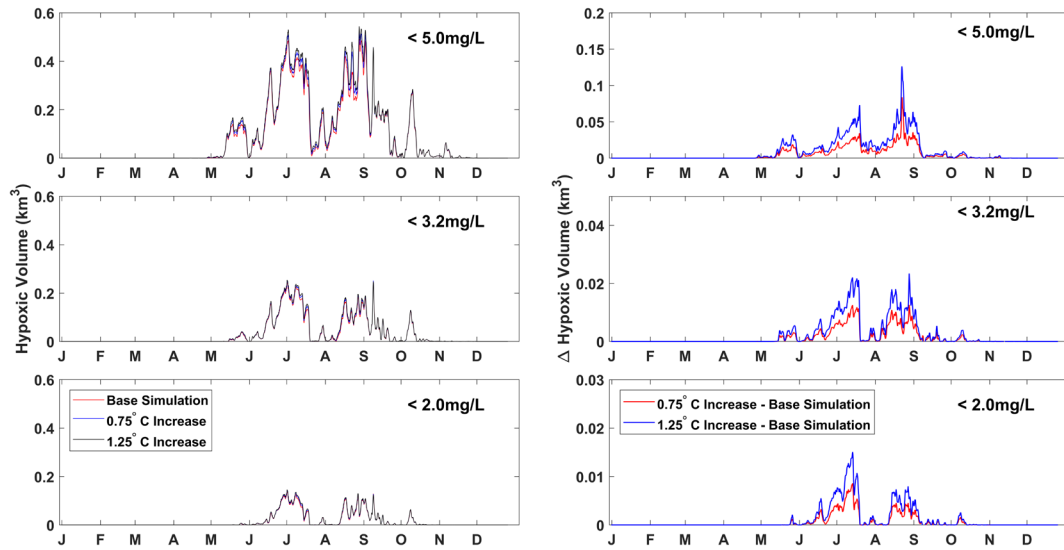 Hypoxic Volume (km³)
0.6
0.4
0.2
0
< 5.0mg/L
J F M A M J J A S O N D
0.6
0.4
0.2
0
< 3.2mg/L
J F M A M J J A S O N D
0.6
0.4
0.2
0
< 2.0mg/L
Base Simulation
0.75° C Increase
1.25° C Increase
J F M A M J J A S O N D
Δ Hypoxic Volume (km³)
0.2
0.15
0.10
0.05
0
< 5.0mg/L
J F M A M J J A S O N D
0.04
0.02
0
< 3.2mg/L
J F M A M J J A S O N D
0.03
0.02
0.01
0
< 2.0mg/L
0.75° C Increase - Base Simulation
1.25° C Increase - Base Simulation
J F M A M J J A S O N D